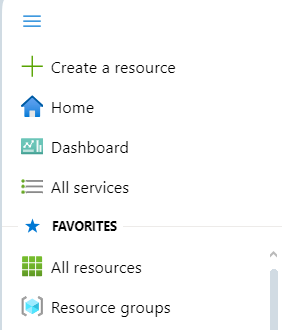 Create a resource
Home
Dashboard
All services
FAVORITES
All resources
Resource groups